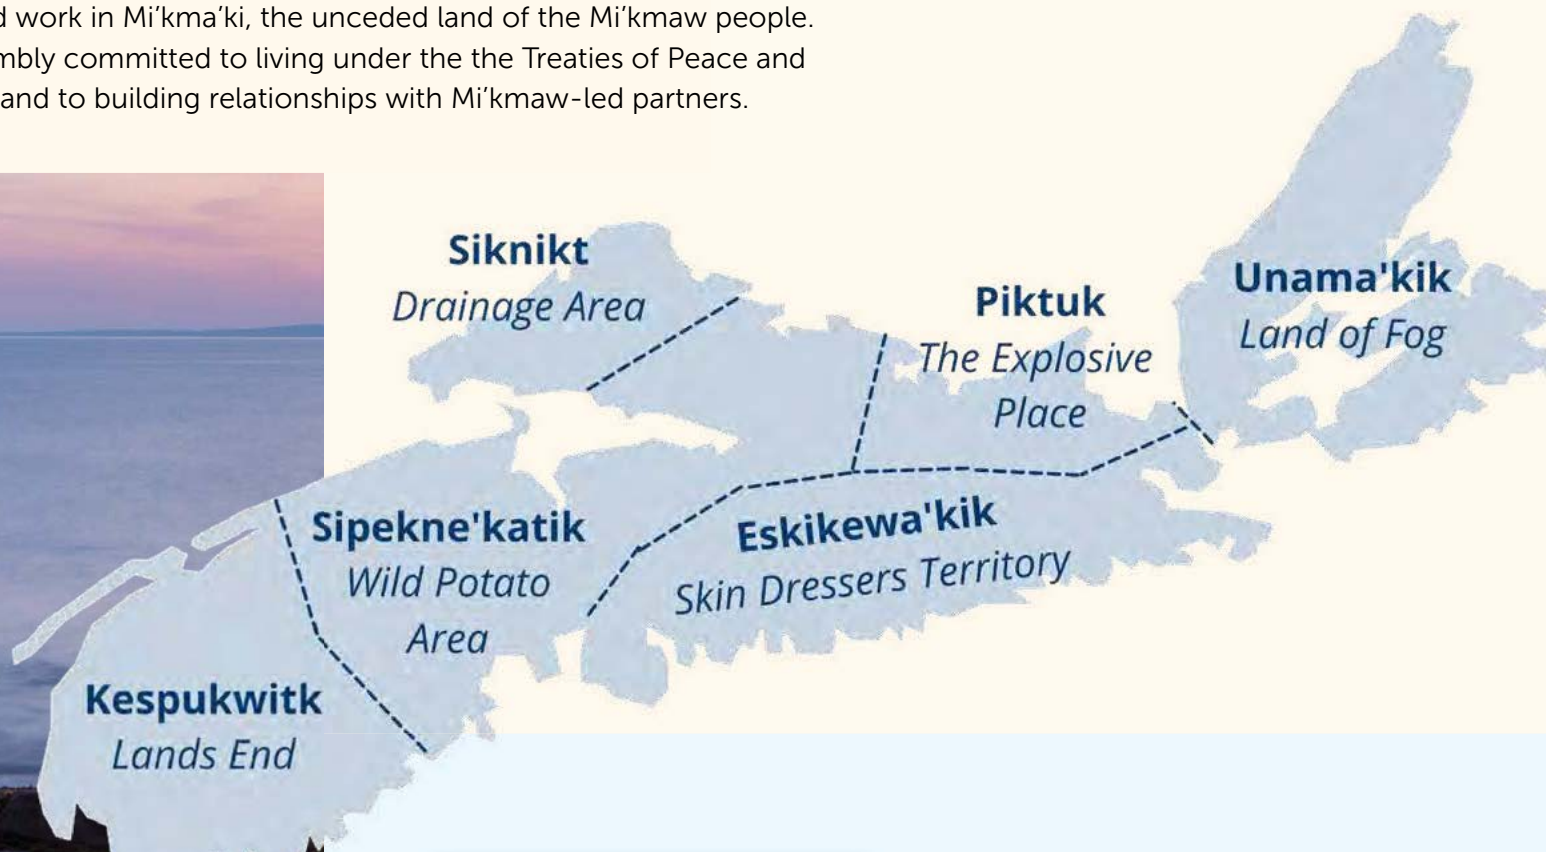 work in Mi’kma’ki, the unceded land of the Mi’kmaw people.
committed to living under the the Treaties of Peace and
and to building relationships with Mi’kmaw-led partners.
Siknikt
Drainage Area
Piktuk
The Explosive
Place
Unama'kik
Land of Fog
Sipekne'katik
Wild Potato
Area
Eskikewa'kik
Skin Dressers Territory
Kespukwitk
Lands End